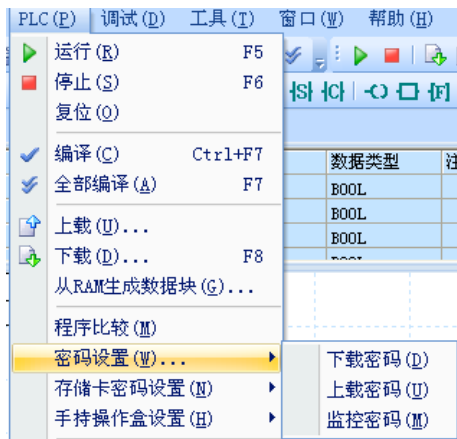 PLC(P) 调试(D) 工具(I) 窗口(W) 帮助(H)
运行(R) F5
停止(S) F6
复位(O)
编译(C) Ctrl+F7
全部编译(A) F7
上载(U)...
下载(D)... F8
从RAM生成数据块(G)...
程序比较(M)
密码设置(W)...
存储卡密码设置(N)
手持操作盒设置(H)
数据类型
BOOL
BOOL
BOOL
下载密码(D)
上载密码(U)
监控密码(M)